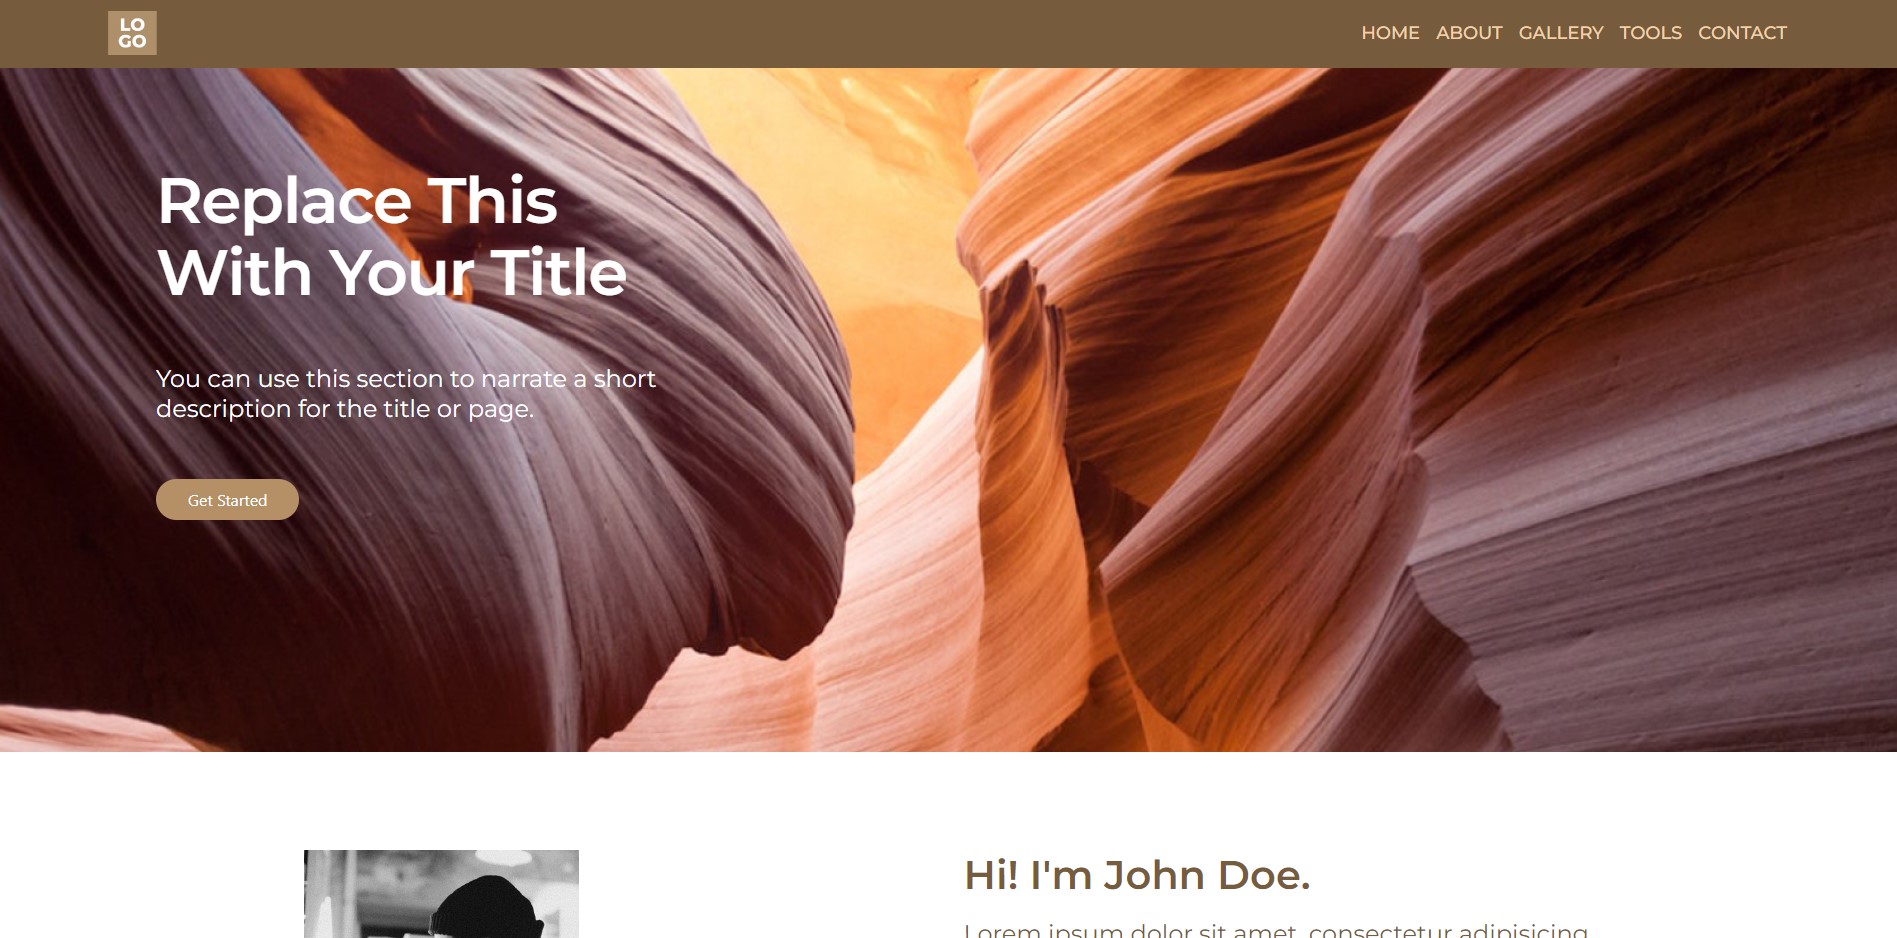 LO
GO
HOME ABOUT GALLERY TOOLS CONTACT
Replace This
With Your Title
You can use this section to narrate a short
description for the title or page.
Get Started
Hi! I'm John Doe.
Lorem ipsum dolor sit amet, consectetur adipisicing